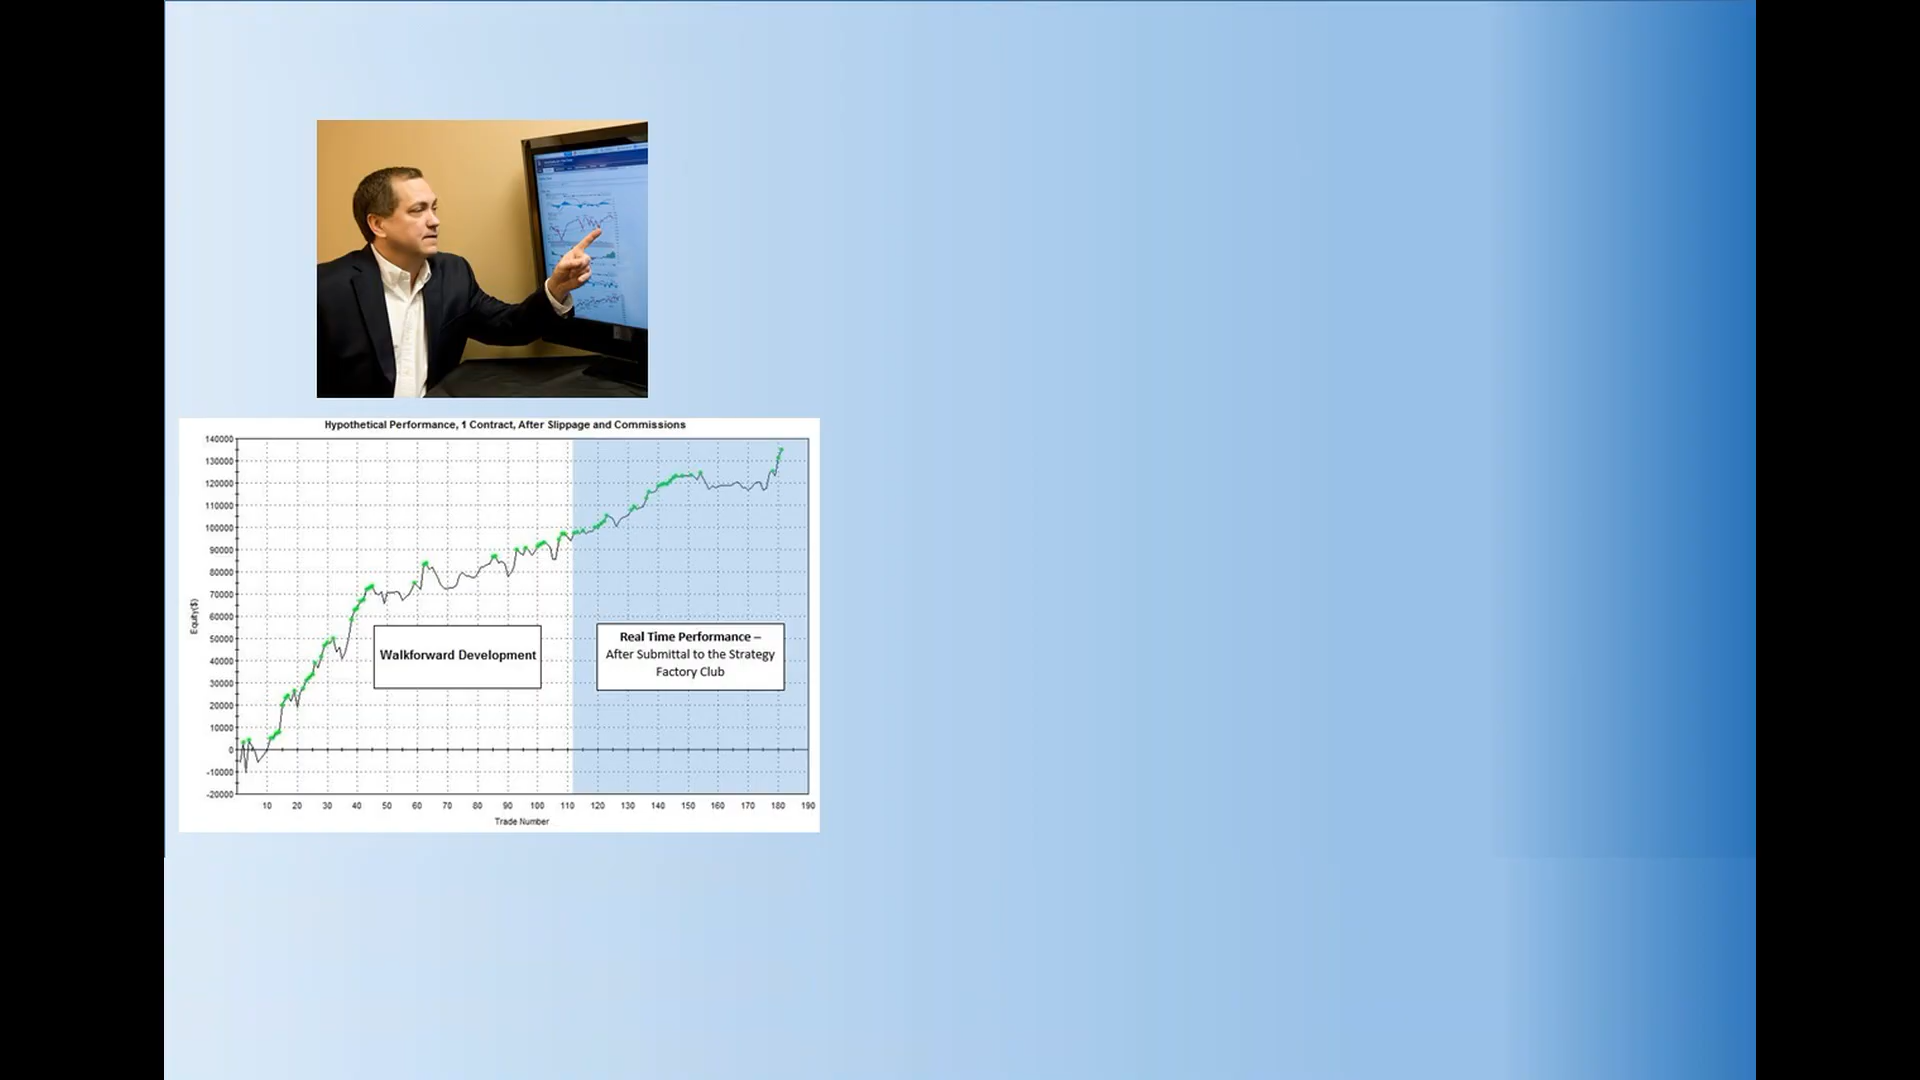 Hypothetical Performance, 1 Contract, After Slippage and Commissions
140000
130000
120000
110000
100000
90000
80000
70000
60000
50000
40000
30000
20000
10000
0
-10000
-20000
Equity($)
Walkforward Development
Real Time Performance –
After Submittal to the Strategy
Factory Club
10 20 30 40 50 60 70 80 90 100 110 120 130 140 150 160 170 180 190
Trade Number